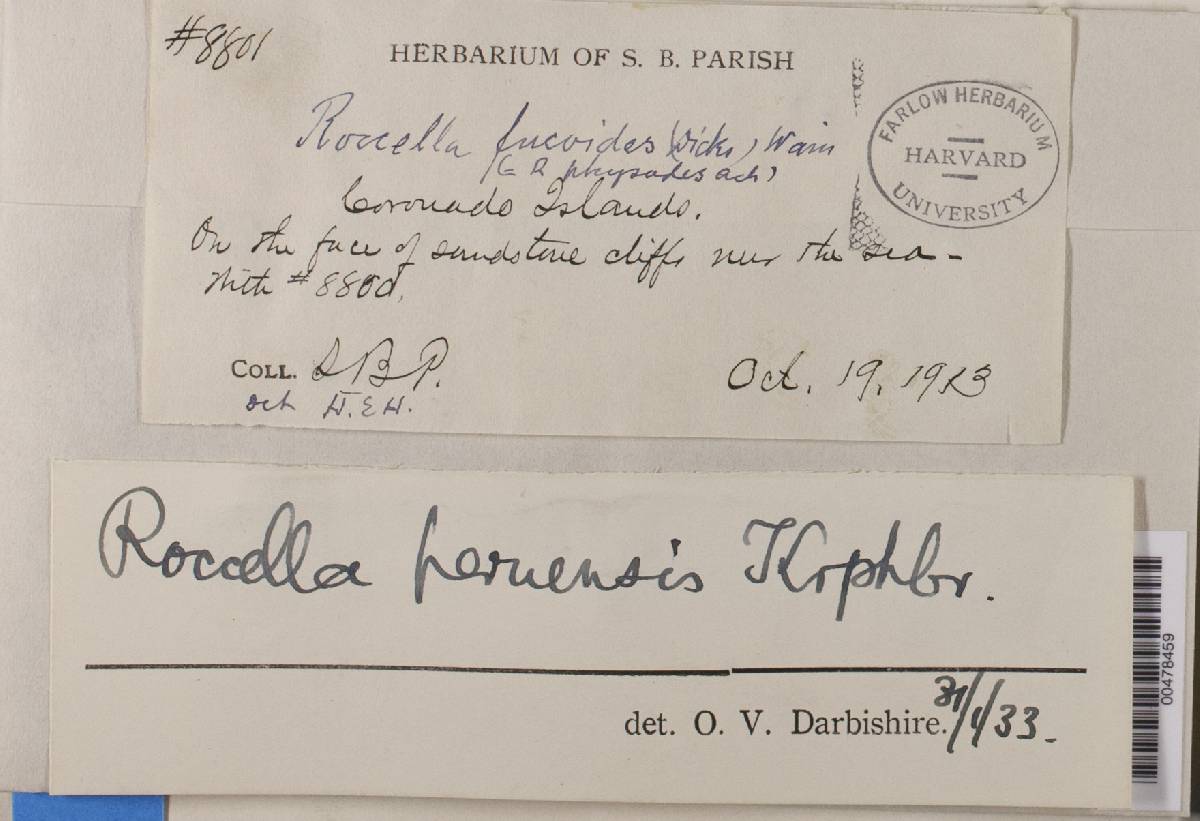 #8801
HERBARIUM OF S. B. PARISH
Roccella fucoides (Dicks) Wain
(= R phycodes ach)
FARLOW HERBARIUM
HARVARD
UNIVERSITY
Coronado Islands.
On the face of sandstone cliffs near the sea -
With #8800.
COLL. S B P.
Oct. 19, 1913
det H. E H.
Roccella peruensis Krphbr.
det. O. V. Darbishire. 31/1/33.
00478459